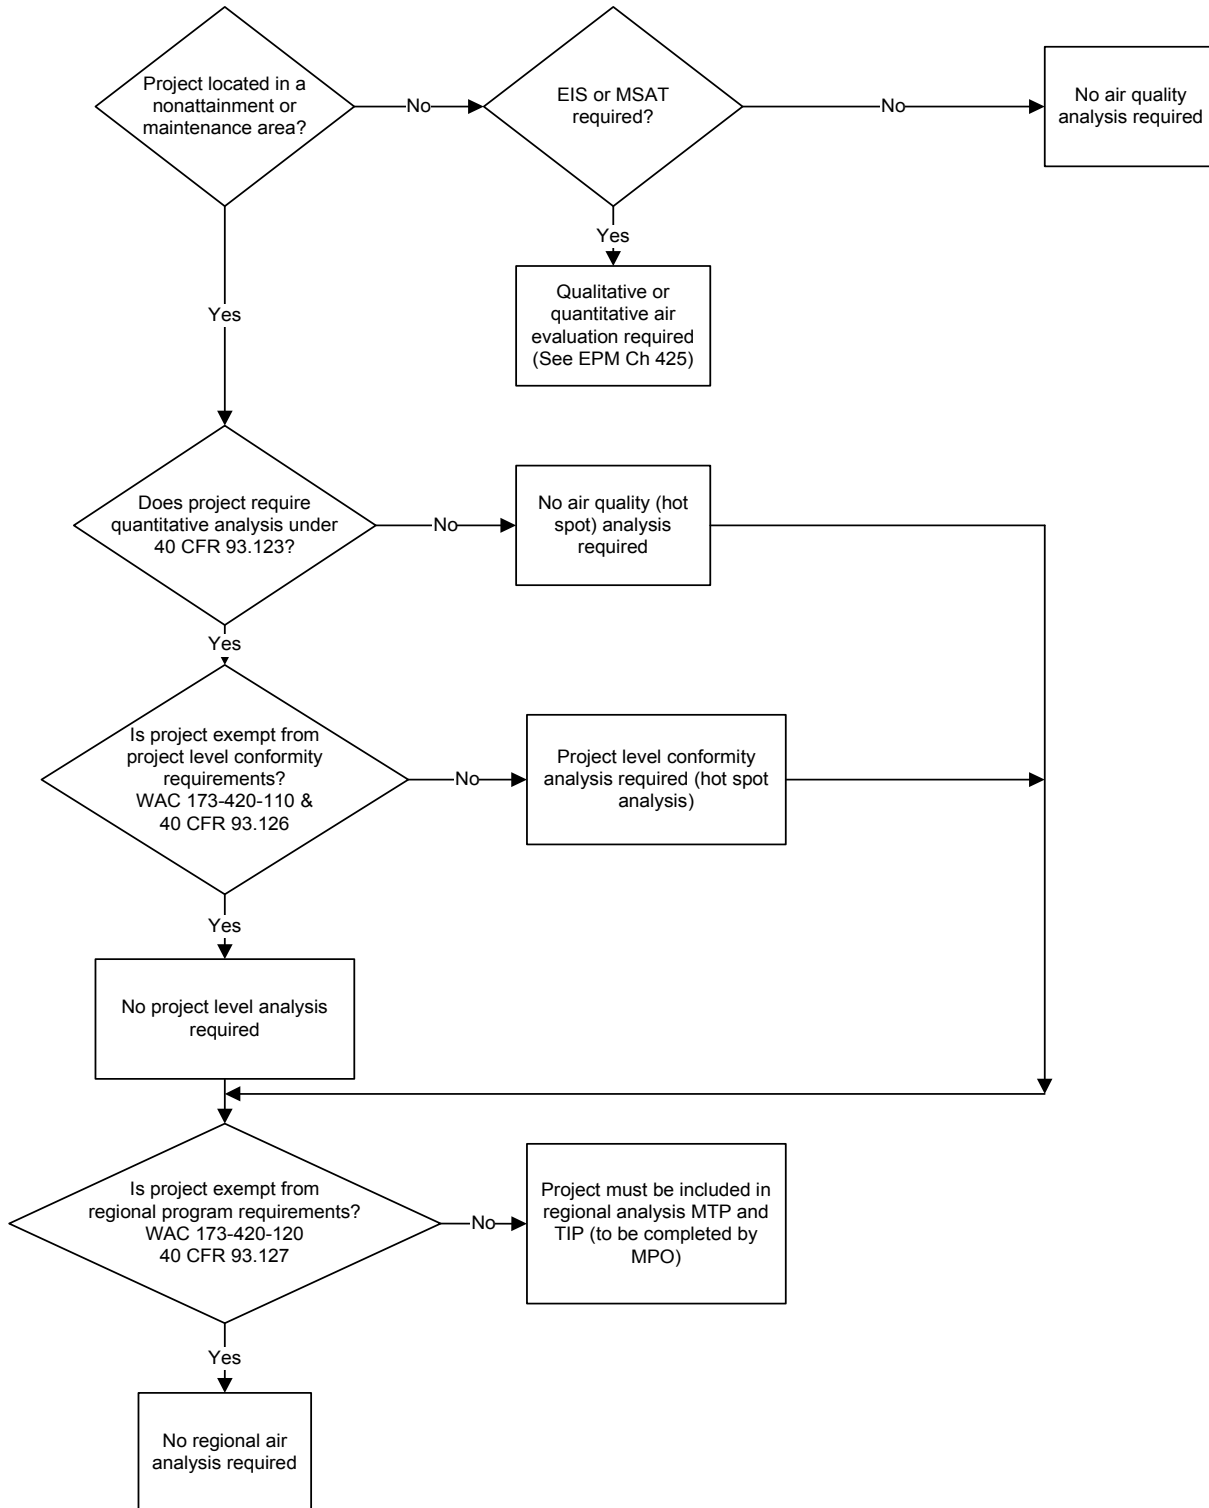 Project located in a
nonattainment or
maintenance area?
No
EIS or MSAT
required?
No
No air quality
analysis required
Yes
Qualitative or
quantitative air
evaluation required
(See EPM Ch 425)
Yes
Does project require
quantitative analysis under
40 CFR 93.123?
No
No air quality (hot
spot) analysis
required
Yes
Is project exempt from
project level conformity
requirements?
WAC 173-420-110 &
40 CFR 93.126
No
Project level conformity
analysis required (hot spot
analysis)
Yes
No project level analysis
required
Is project exempt from
regional program requirements?
WAC 173-420-120
40 CFR 93.127
No
Project must be included in
regional analysis MTP and
TIP (to be completed by
MPO)
Yes
No regional air
analysis required